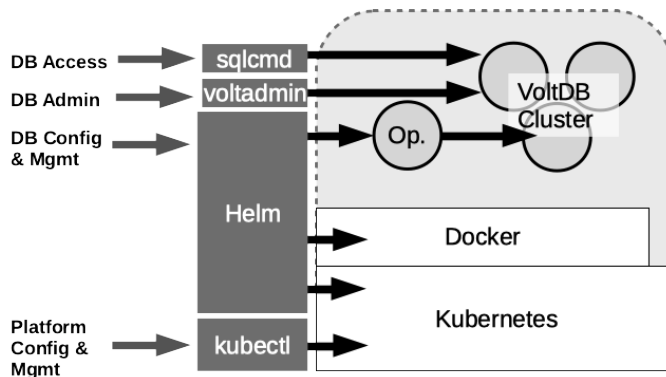 DB Access
sqlcmd
DB Admin
voltadmin
VoltDB
Cluster
DB Config
& Mgmt
Op.
Helm
Docker
Kubernetes
Platform
Config &
Mgmt
kubectl